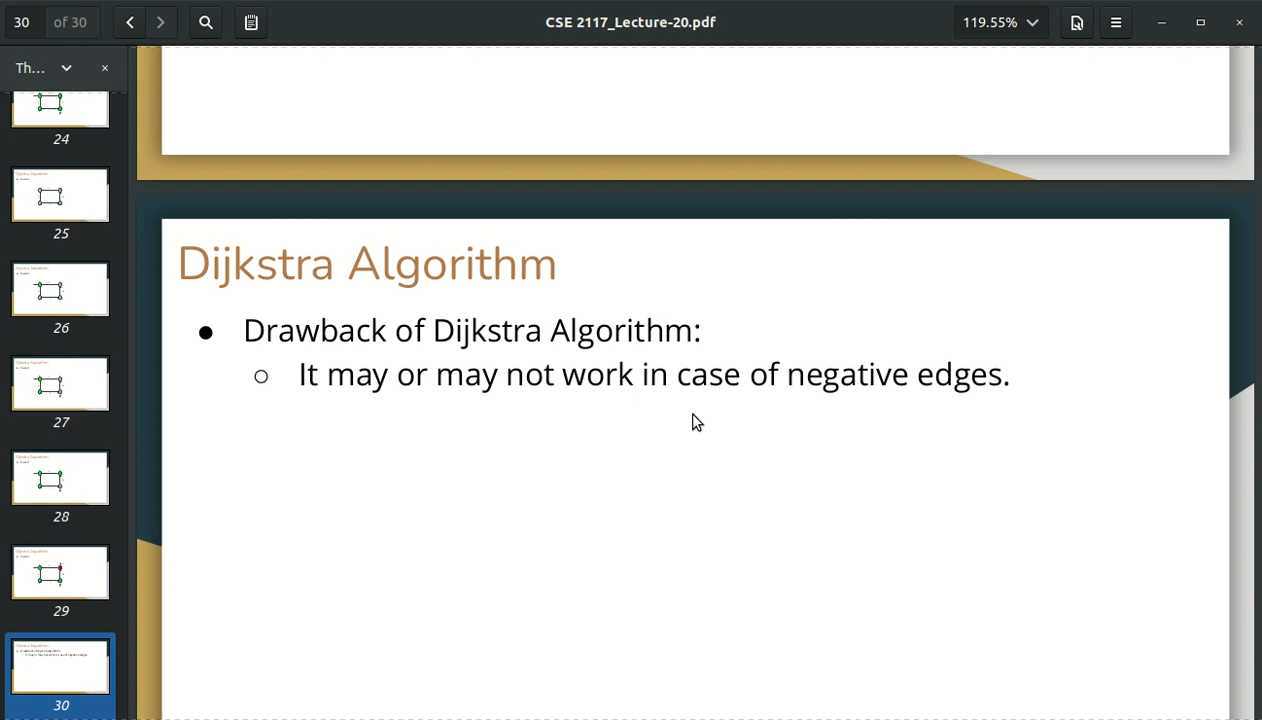 30 of 30
CSE 2117_Lecture-20.pdf
119.55%
Th...
24
25
26
27
28
29
30
Dijkstra Algorithm
● Drawback of Dijkstra Algorithm:
○ It may or may not work in case of negative edges.